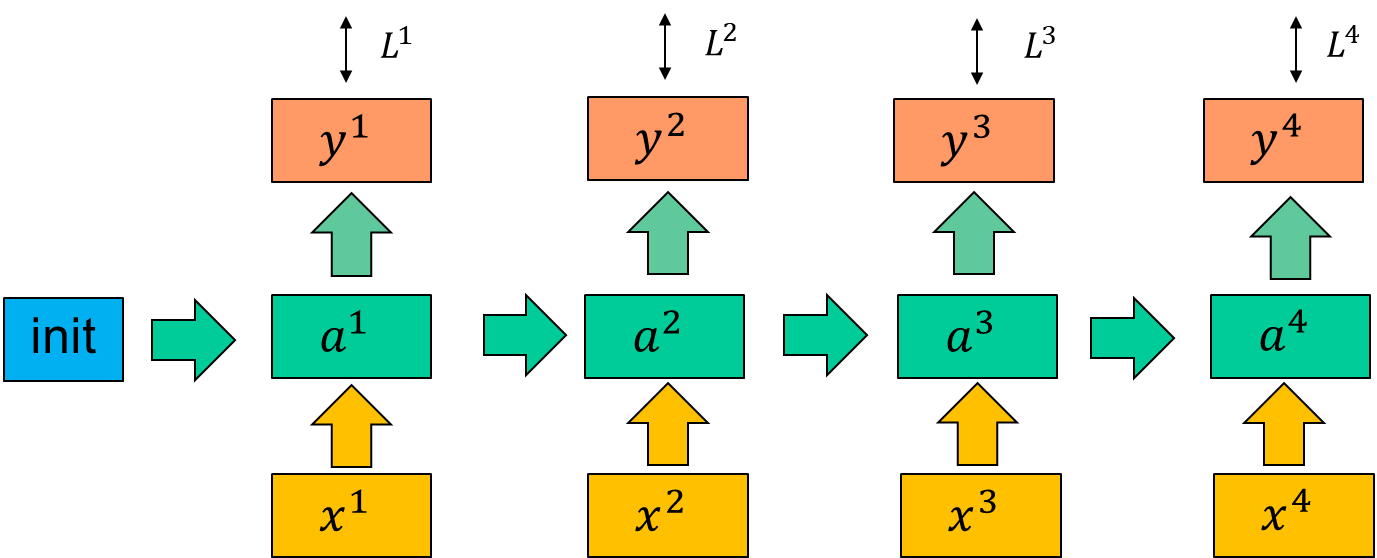 L¹ L² L³ L⁴
y¹ y² y³ y⁴
init a¹ a² a³ a⁴
x¹ x² x³ x⁴